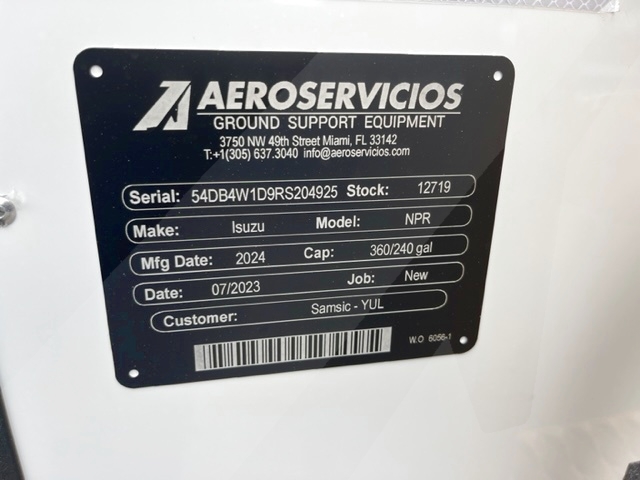 AEROSERVICIOS
GROUND SUPPORT EQUIPMENT
3750 NW 49th Street Miami, FL 33142
T:+1(305) 637.3040 info@aeroservicios.com
Serial: 54DB4W1D9RS204925 Stock: 12719
Make: Isuzu Model: NPR
Mfg Date: 2024 Cap: 360/240 gal
Date: 07/2023 Job: New
Customer: Samsic - YUL
W.O 6056-1